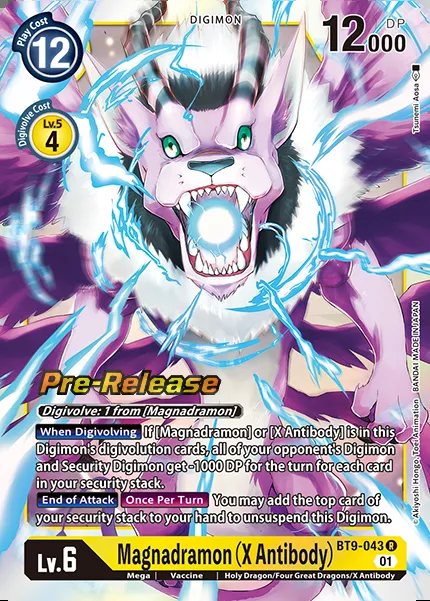 DIGIMON
Play Cost
12
DP
12000
Digivolve Cost
Lv.5
4
Tsunemi Aosa
Pre-Release
Digivolve: 1 from [Magnadramon]
When Digivolving If [Magnadramon] or [X Antibody] is in this
Digimon's digivolution cards, all of your opponent's Digimon
and Security Digimon get -1000 DP for the turn for each card
in your security stack.
End of Attack Once Per Turn You may add the top card of
your security stack to your hand to unsuspend this Digimon.
©Akiyoshi Hongo, Toei Animation BANDAI MADE IN JAPAN
Lv.6
Magnadramon (X Antibody)
BT9-043 R
01
Mega | Vaccine | Holy Dragon/Four Great Dragons/X Antibody